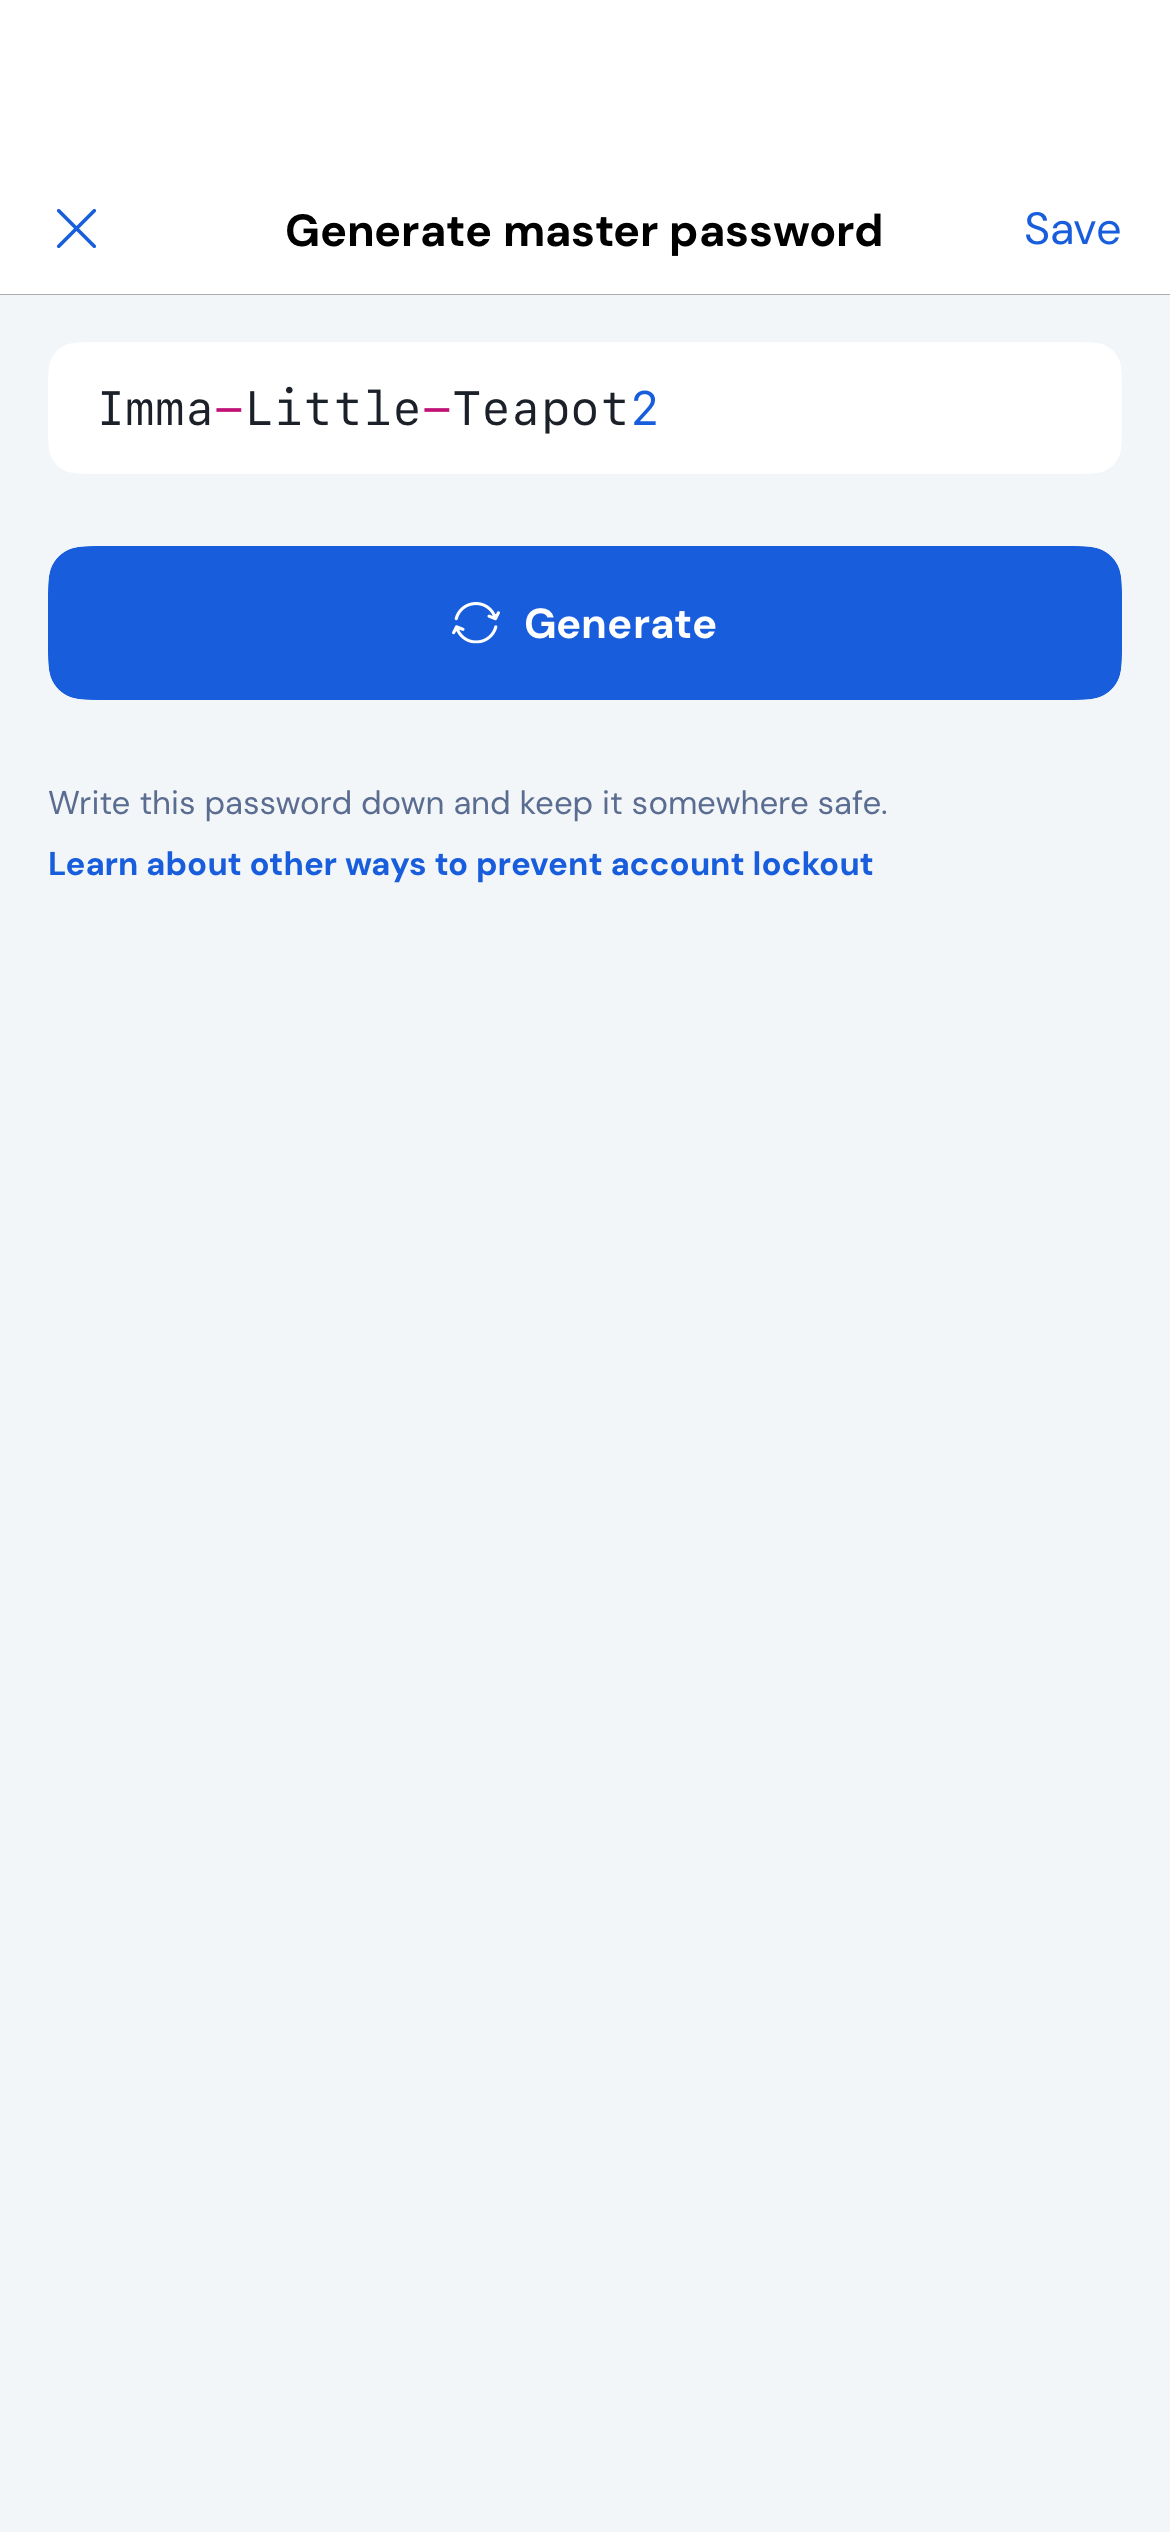 Generate master password
Save
Imma-Little-Teapot2
Generate
Write this password down and keep it somewhere safe.
Learn about other ways to prevent account lockout